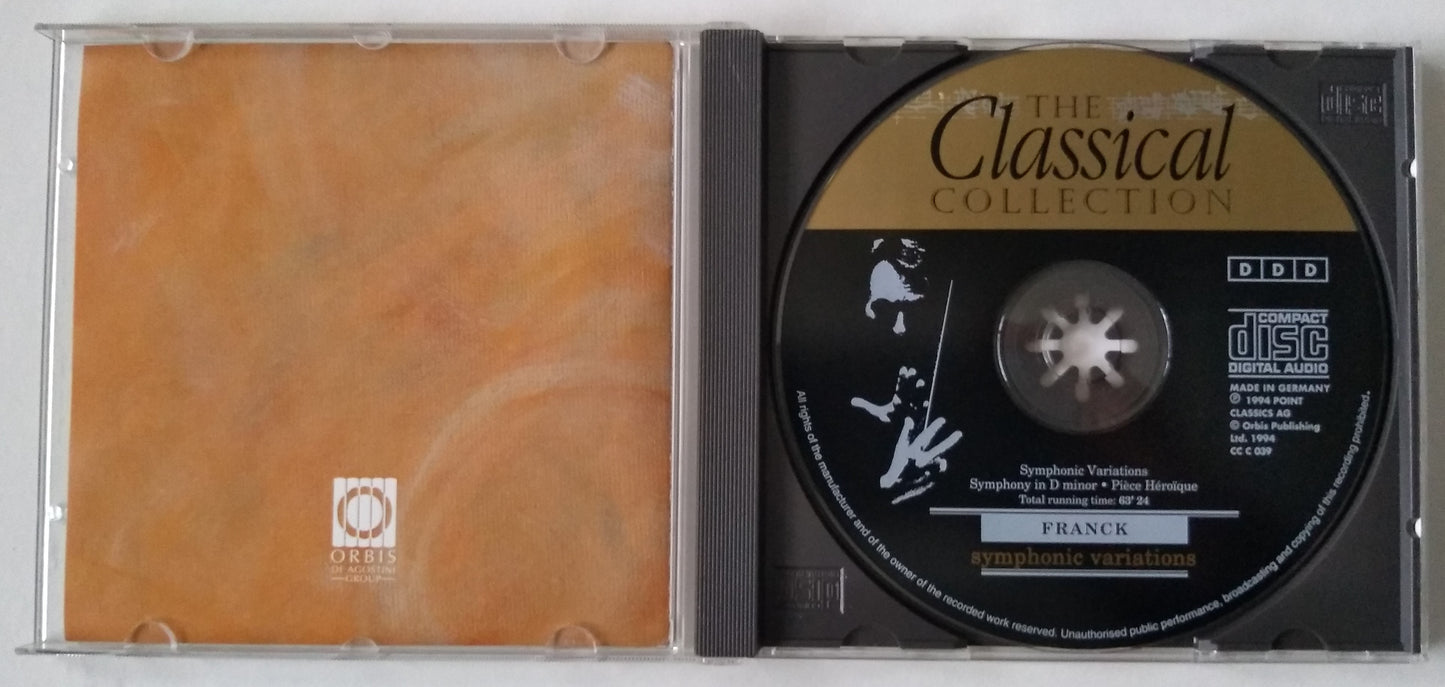 ORBIS
DE AGOSTINI
GROUP
THE
Classical
COLLECTION
DDD
COMPACT
disc
DIGITAL AUDIO
MADE IN GERMANY
℗ 1994 POINT
CLASSICS AG
© Orbis Publishing
Ltd. 1994
CC C 039
Symphonic Variations
Symphony in D minor • Pièce Héroïque
Total running time: 63' 24
FRANCK
symphonic variations
All rights of the manufacturer and of the owner of the recorded work reserved. Unauthorised public performance, broadcasting and copying of this recording prohibited.
disc